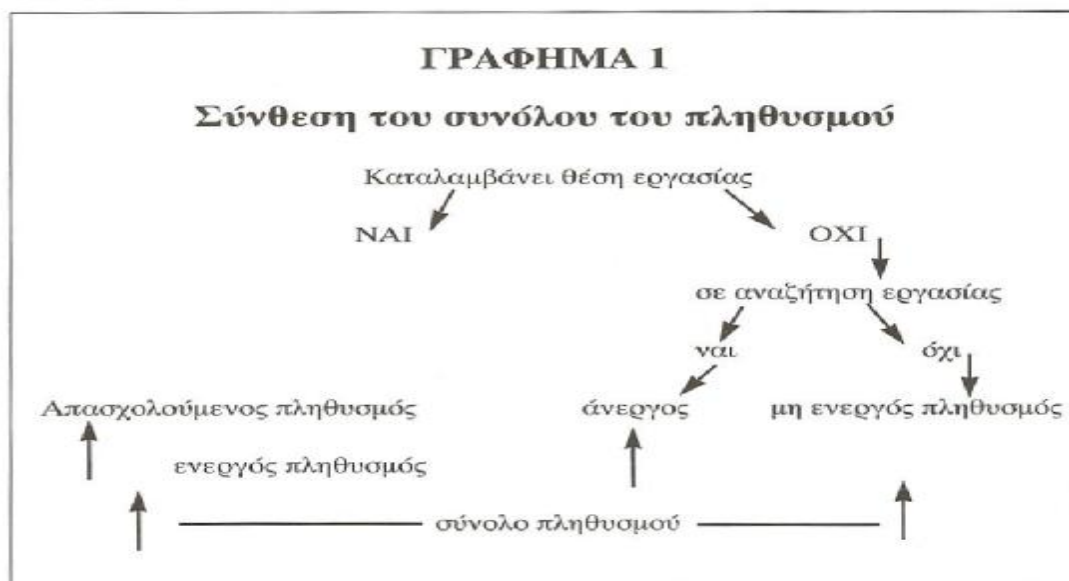 ΓΡΑΦΗΜΑ 1
Σύνθεση του συνόλου του πληθυσμού
Καταλαμβάνει θέση εργασίας
ΝΑΙ ΟΧΙ
σε αναζήτηση εργασίας
ναι όχι
Απασχολούμενος πληθυσμός άνεργος μη ενεργός πληθυσμός
ενεργός πληθυσμός
σύνολο πληθυσμού